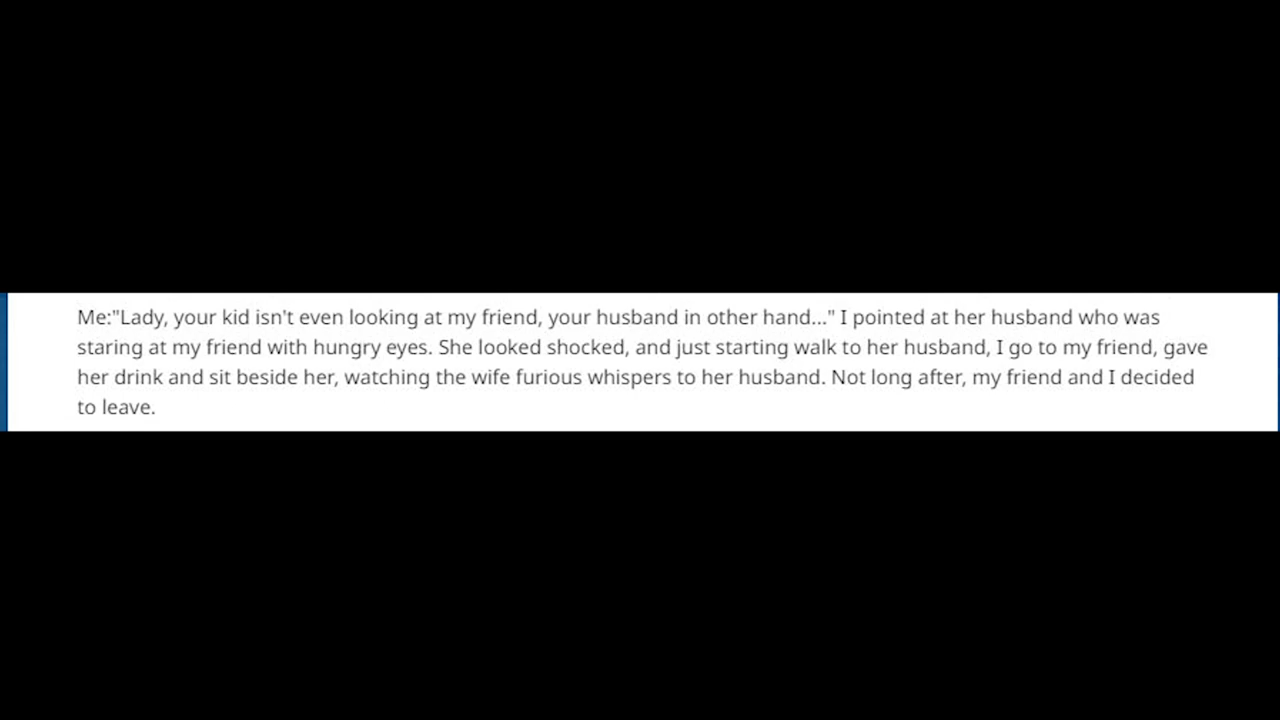 Me:"Lady, your kid isn't even looking at my friend, your husband in other hand..." I pointed at her husband who was
staring at my friend with hungry eyes. She looked shocked, and just starting walk to her husband, I go to my friend, gave
her drink and sit beside her, watching the wife furious whispers to her husband. Not long after, my friend and I decided
to leave.